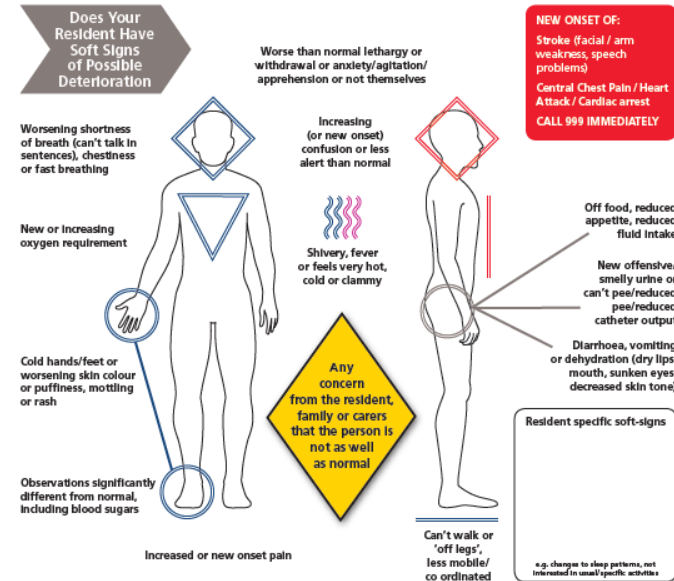 Does Your
Resident Have
Soft Signs
of Possible
Deterioration
Worse than normal lethargy or
withdrawal or anxiety/agitation/
apprehension or not themselves
NEW ONSET OF:
Stroke (facial / arm
weakness, speech
problems)
Central Chest Pain / Heart
Attack / Cardiac arrest
CALL 999 IMMEDIATELY
Worsening shortness
of breath (can't talk in
sentences), chestiness
or fast breathing
Increasing
(or new onset)
confusion or less
alert than normal
New or increasing
oxygen requirement
Shivery, fever
or feels very hot,
cold or clammy
Off food, reduced
appetite, reduced
fluid intake
New offensive/
smelly urine or
can't pee/reduced
pee/reduced
catheter output
Diarrhoea, vomiting
or dehydration (dry lips
mouth, sunken eyes
decreased skin tone)
Cold hands/feet or
worsening skin colour
or puffiness, mottling
or rash
Any
concern
from the resident,
family or carers
that the person is
not as well
as normal
Resident specific soft-signs
e.g. changes to sleep patterns, not
interested in usual/specific activities
Observations significantly
different from normal,
including blood sugars
Increased or new onset pain
Can't walk or
'off legs',
less mobile/
co ordinated